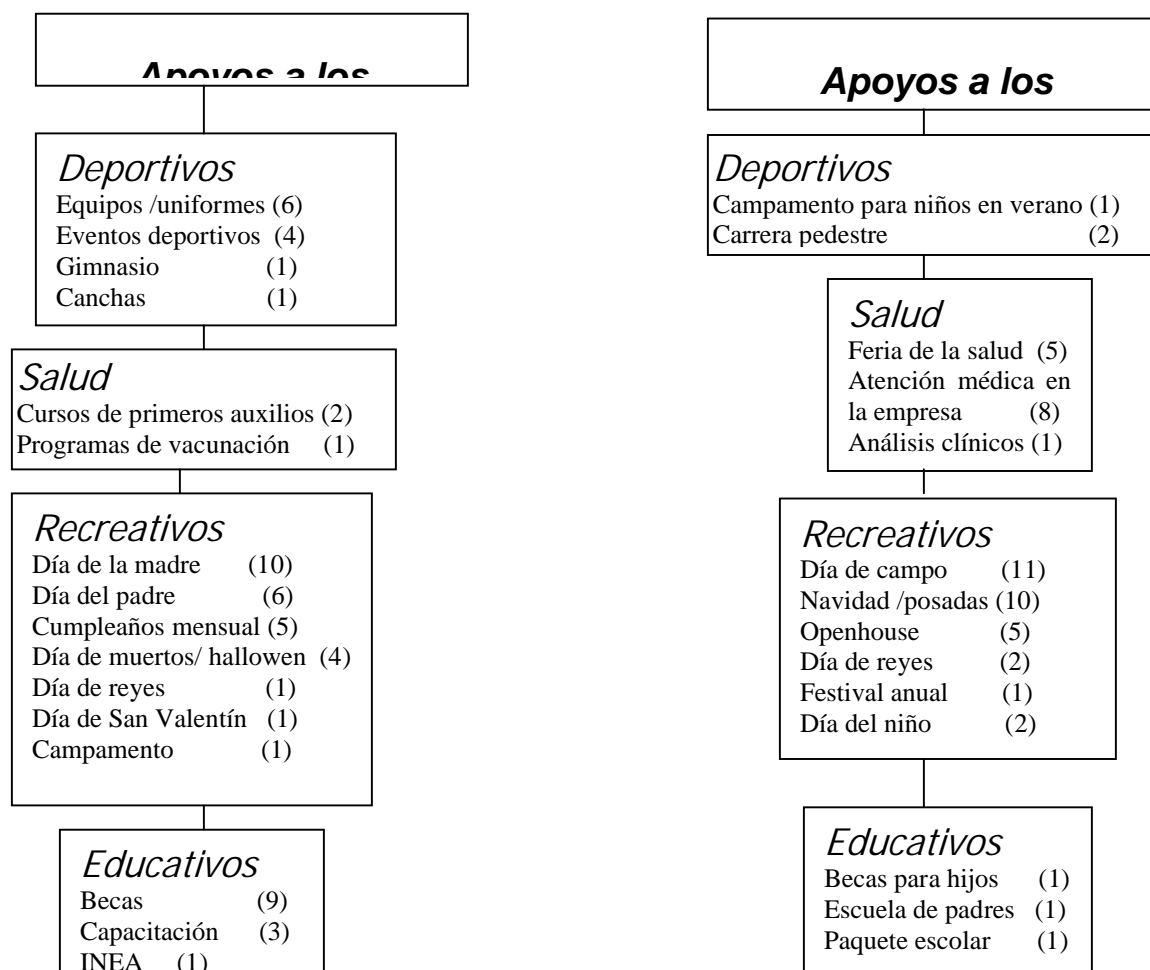 Apoyos a los
Deportivos
Equipos /uniformes (6)
Eventos deportivos (4)
Gimnasio (1)
Canchas (1)
Salud
Cursos de primeros auxilios (2)
Programas de vacunación (1)
Recreativos
Día de la madre (10)
Día del padre (6)
Cumpleaños mensual (5)
Día de muertos/ hallowen (4)
Día de reyes (1)
Día de San Valentín (1)
Campamento (1)
Educativos
Becas (9)
Capacitación (3)
INEA (1)
Apoyos a los
Deportivos
Campamento para niños en verano (1)
Carrera pedestre (2)
Salud
Feria de la salud (5)
Atención médica en
la empresa (8)
Análisis clínicos (1)
Recreativos
Día de campo (11)
Navidad /posadas (10)
Openhouse (5)
Día de reyes (2)
Festival anual (1)
Día del niño (2)
Educativos
Becas para hijos (1)
Escuela de padres (1)
Paquete escolar (1)